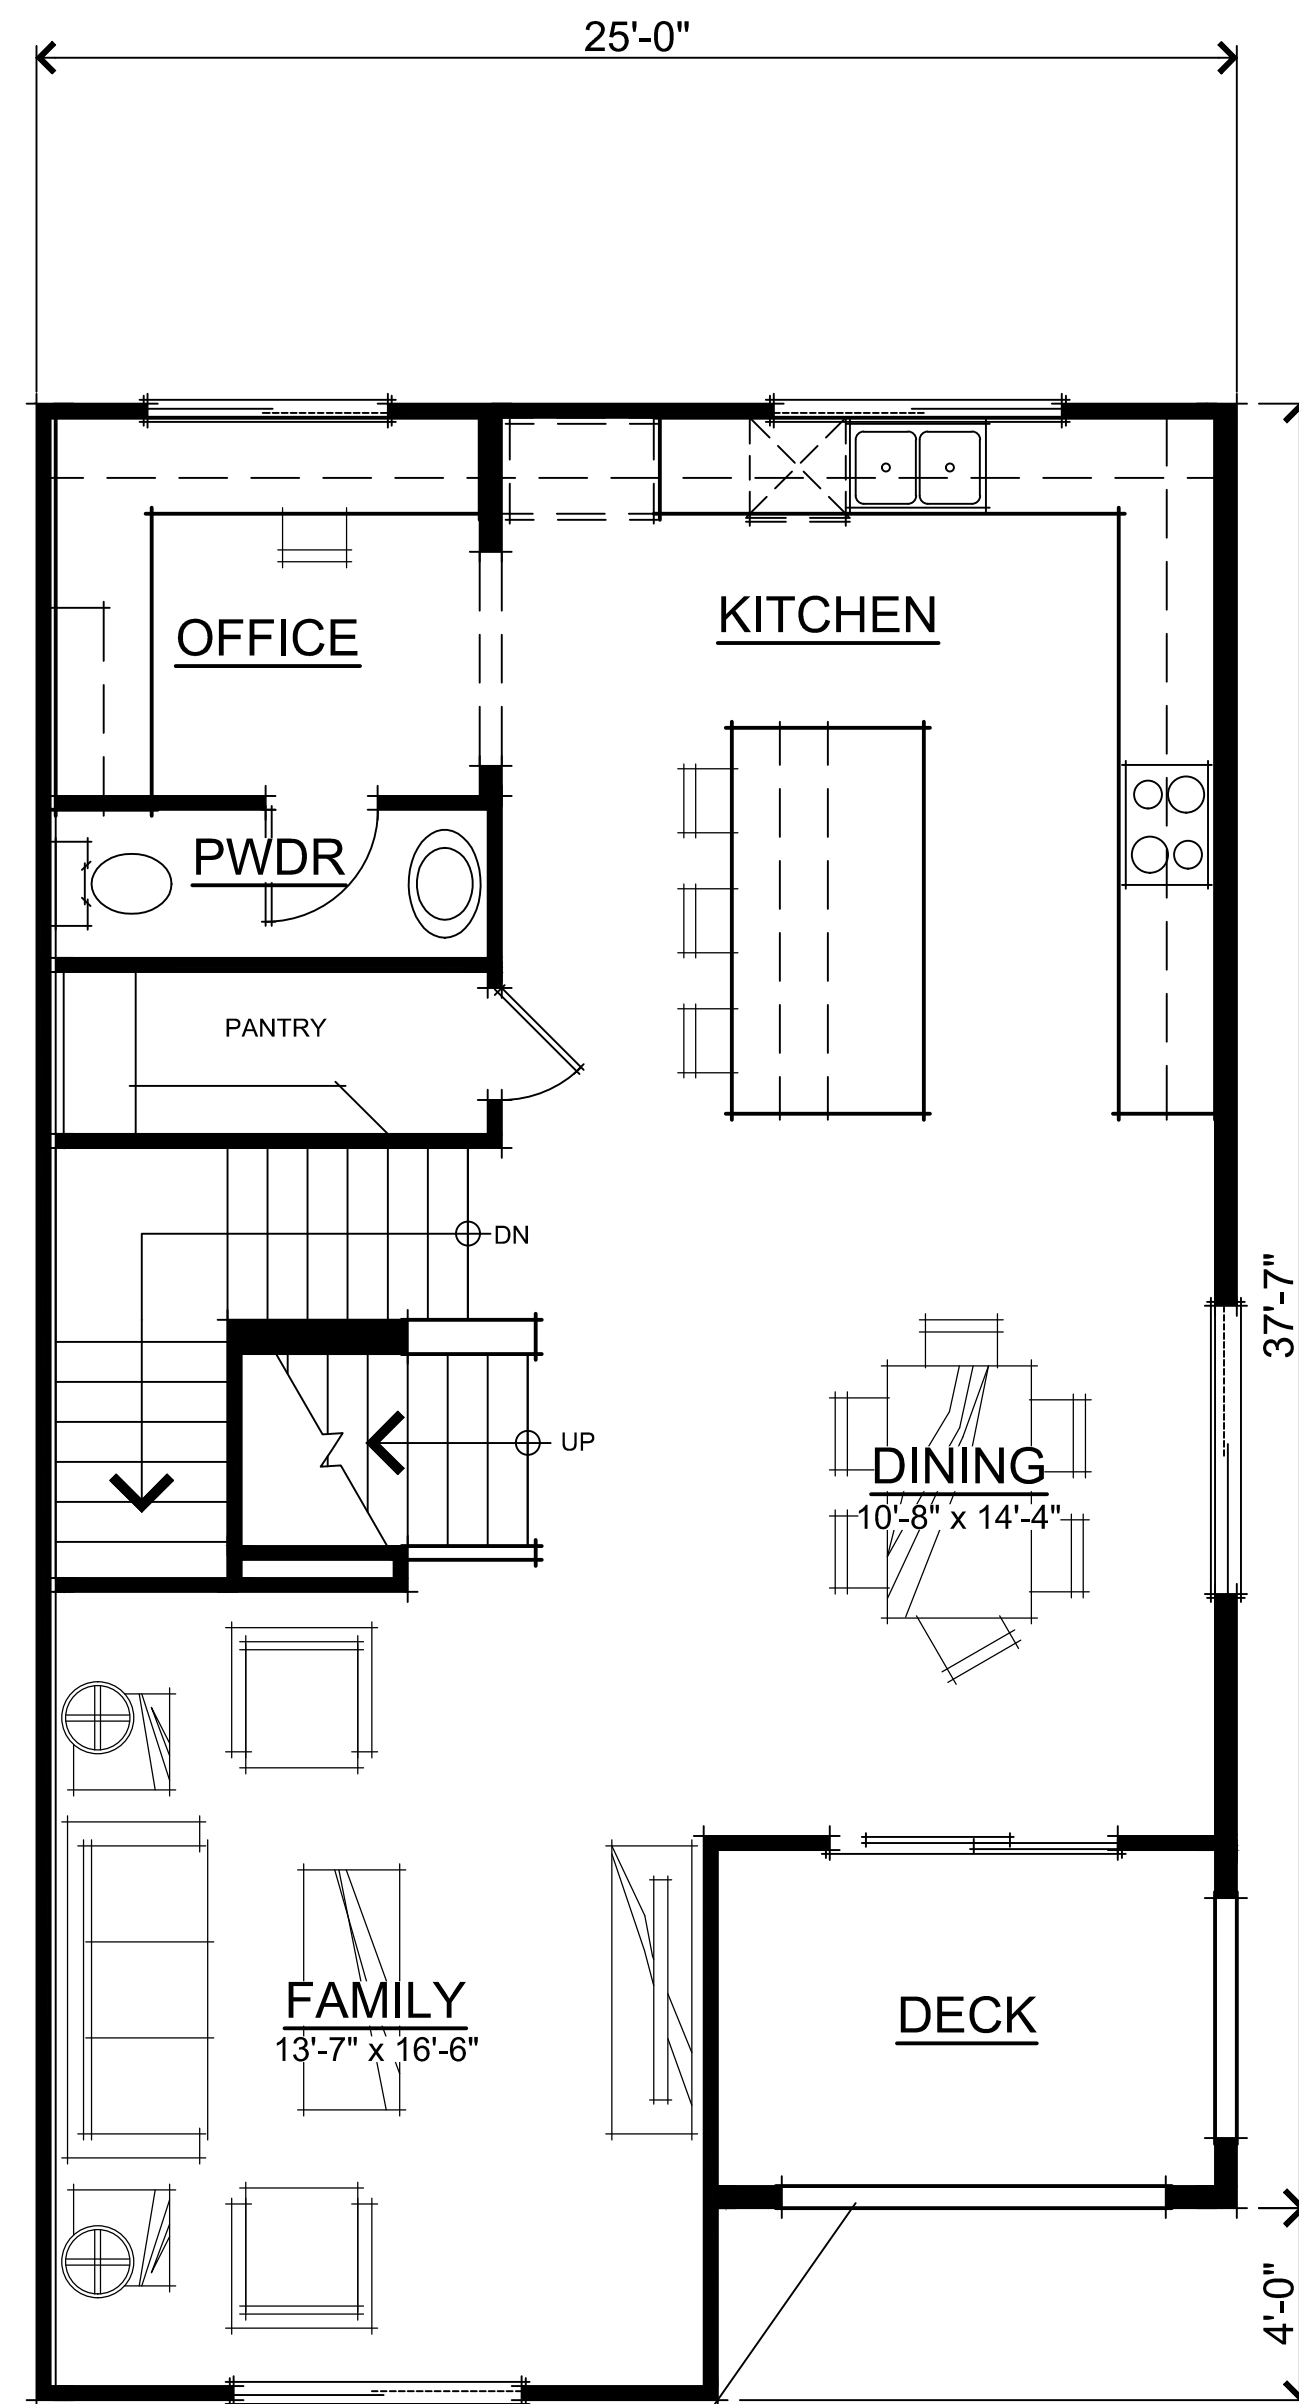 25'-0"
KITCHEN
OFFICE
PWDR
PANTRY
DN
37'-7"
UP
DINING
10'-8" x 14'-4"
FAMILY
13'-7" x 16'-6"
DECK
4'-0"